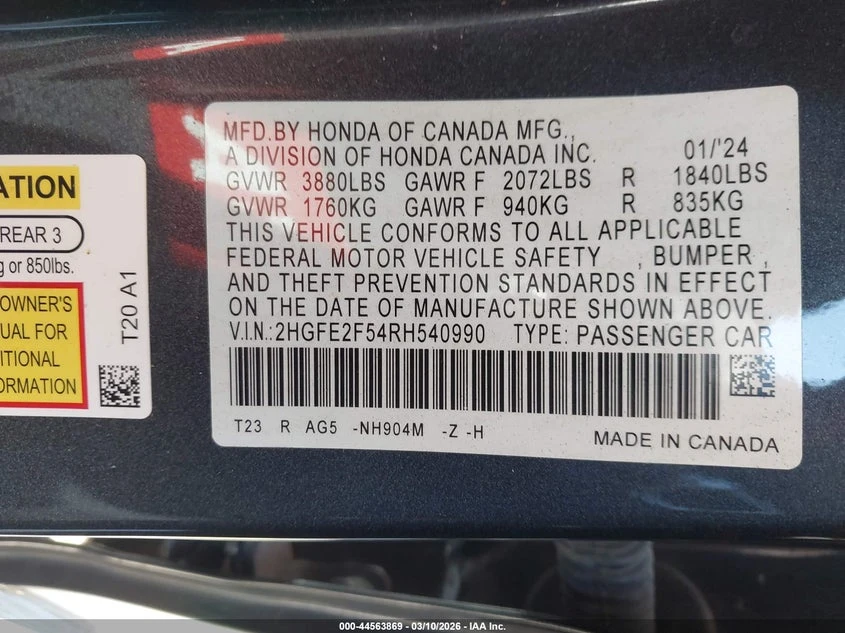 ATION
REAR 3
g or 850lbs.
OWNER'S
UAL FOR
ITIONAL
ORMATION
T20 A1
MFD.BY HONDA OF CANADA MFG.,
A DIVISION OF HONDA CANADA INC. 01/'24
GVWR 3880LBS GAWR F 2072LBS R 1840LBS
GVWR 1760KG GAWR F 940KG R 835KG
THIS VEHICLE CONFORMS TO ALL APPLICABLE
FEDERAL MOTOR VEHICLE SAFETY , BUMPER ,
AND THEFT PREVENTION STANDARDS IN EFFECT
ON THE DATE OF MANUFACTURE SHOWN ABOVE.
V.I.N.:2HGFE2F54RH540990 TYPE: PASSENGER CAR
T23 R AG5 -NH904M -Z -H
MADE IN CANADA
000-44563869 - 03/10/2026 - IAA Inc.